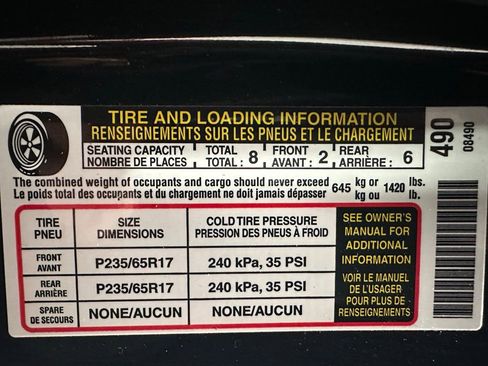 TIRE AND LOADING INFORMATION
RENSEIGNEMENTS SUR LES PNEUS ET LE CHARGEMENT
SEATING CAPACITY TOTAL FRONT REAR
NOMBRE DE PLACES TOTAL : 8 AVANT : 2 ARRIÈRE : 6
The combined weight of occupants and cargo should never exceed 645 kg or 1420 lbs.
Le poids total des occupants et du chargement ne doit jamais dépasser kg ou lb.
TIRE SIZE COLD TIRE PRESSURE
PNEU DIMENSIONS PRESSION DES PNEUS À FROID
FRONT
AVANT P235/65R17 240 kPa, 35 PSI
REAR
ARRIÈRE P235/65R17 240 kPa, 35 PSI
SPARE
DE SECOURS NONE/AUCUN NONE/AUCUN
SEE OWNER'S
MANUAL FOR
ADDITIONAL
INFORMATION
VOIR LE MANUEL
DE L'USAGER
POUR PLUS DE
RENSEIGNEMENTS
490
08490